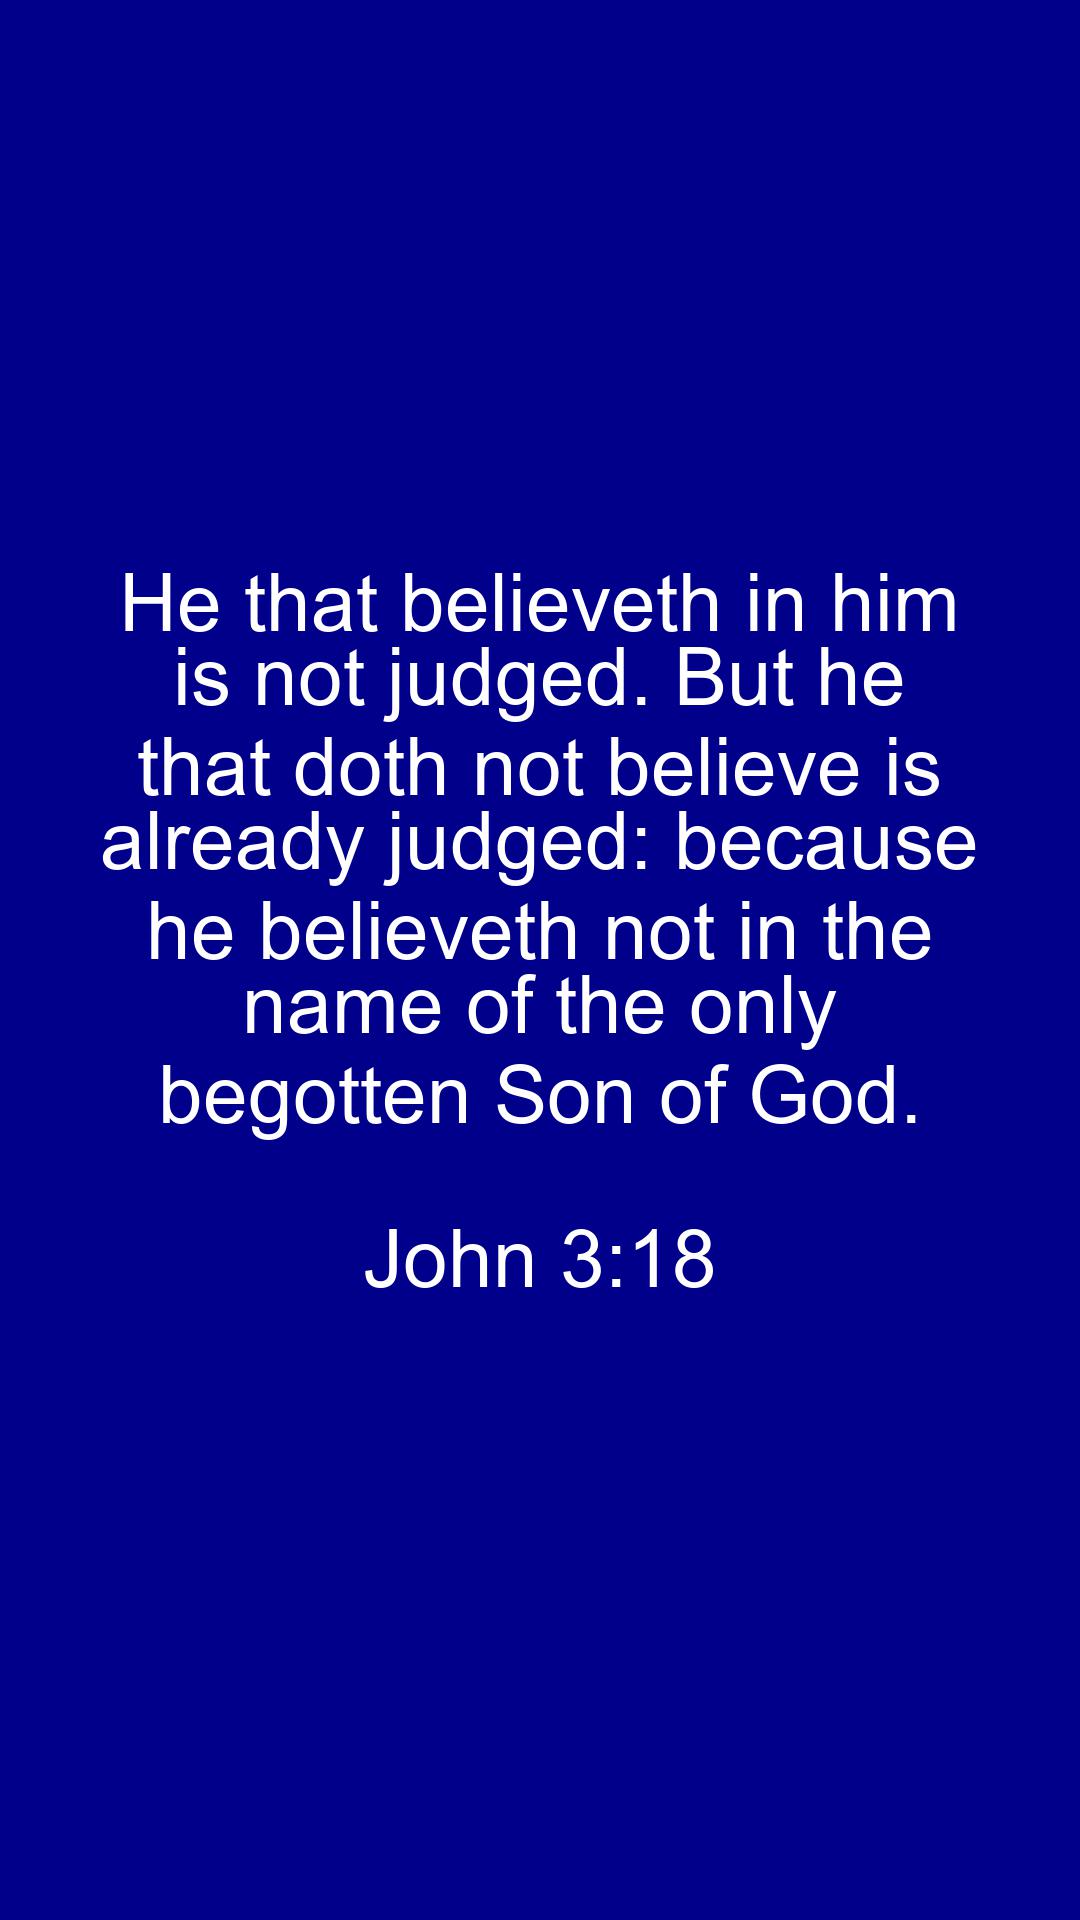 He that believeth in him
is not judged. But he
that doth not believe is
already judged: because
he believeth not in the
name of the only
begotten Son of God.
John 3:18